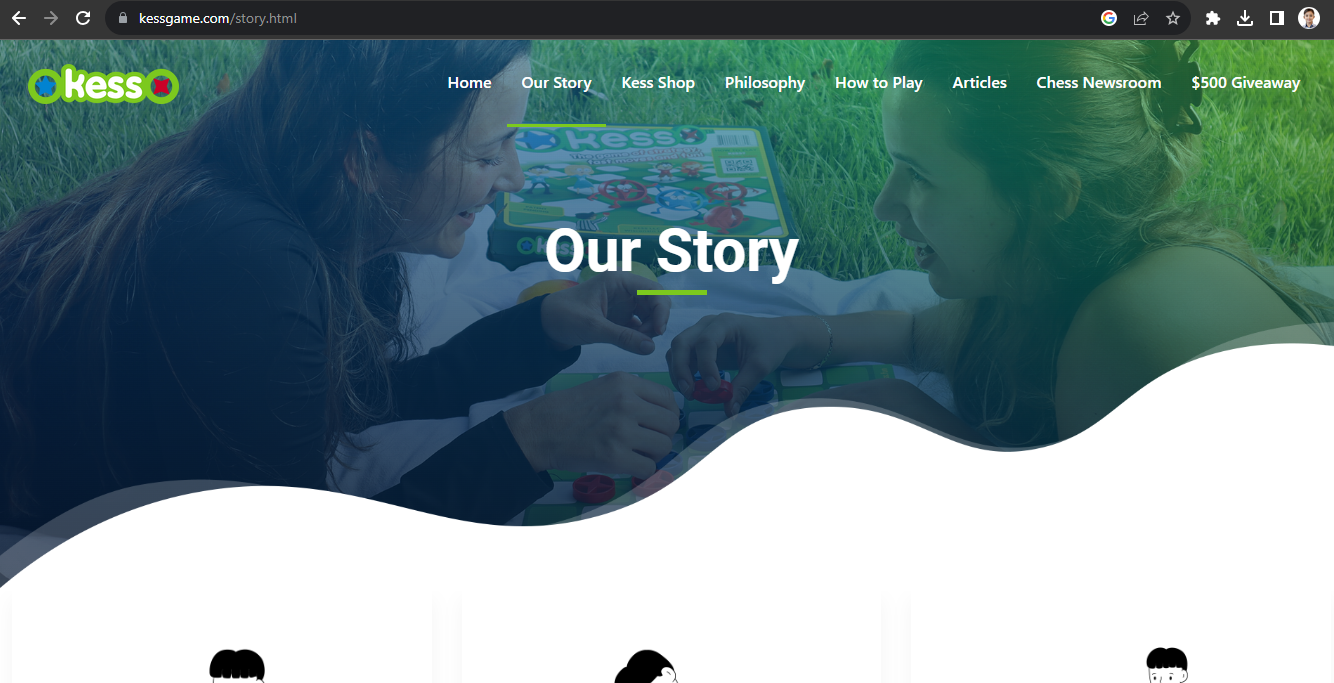 kessgame.com/story.html
kess
Home
Our Story
Kess Shop
Philosophy
How to Play
Articles
Chess Newsroom
$500 Giveaway
kess
Our Story